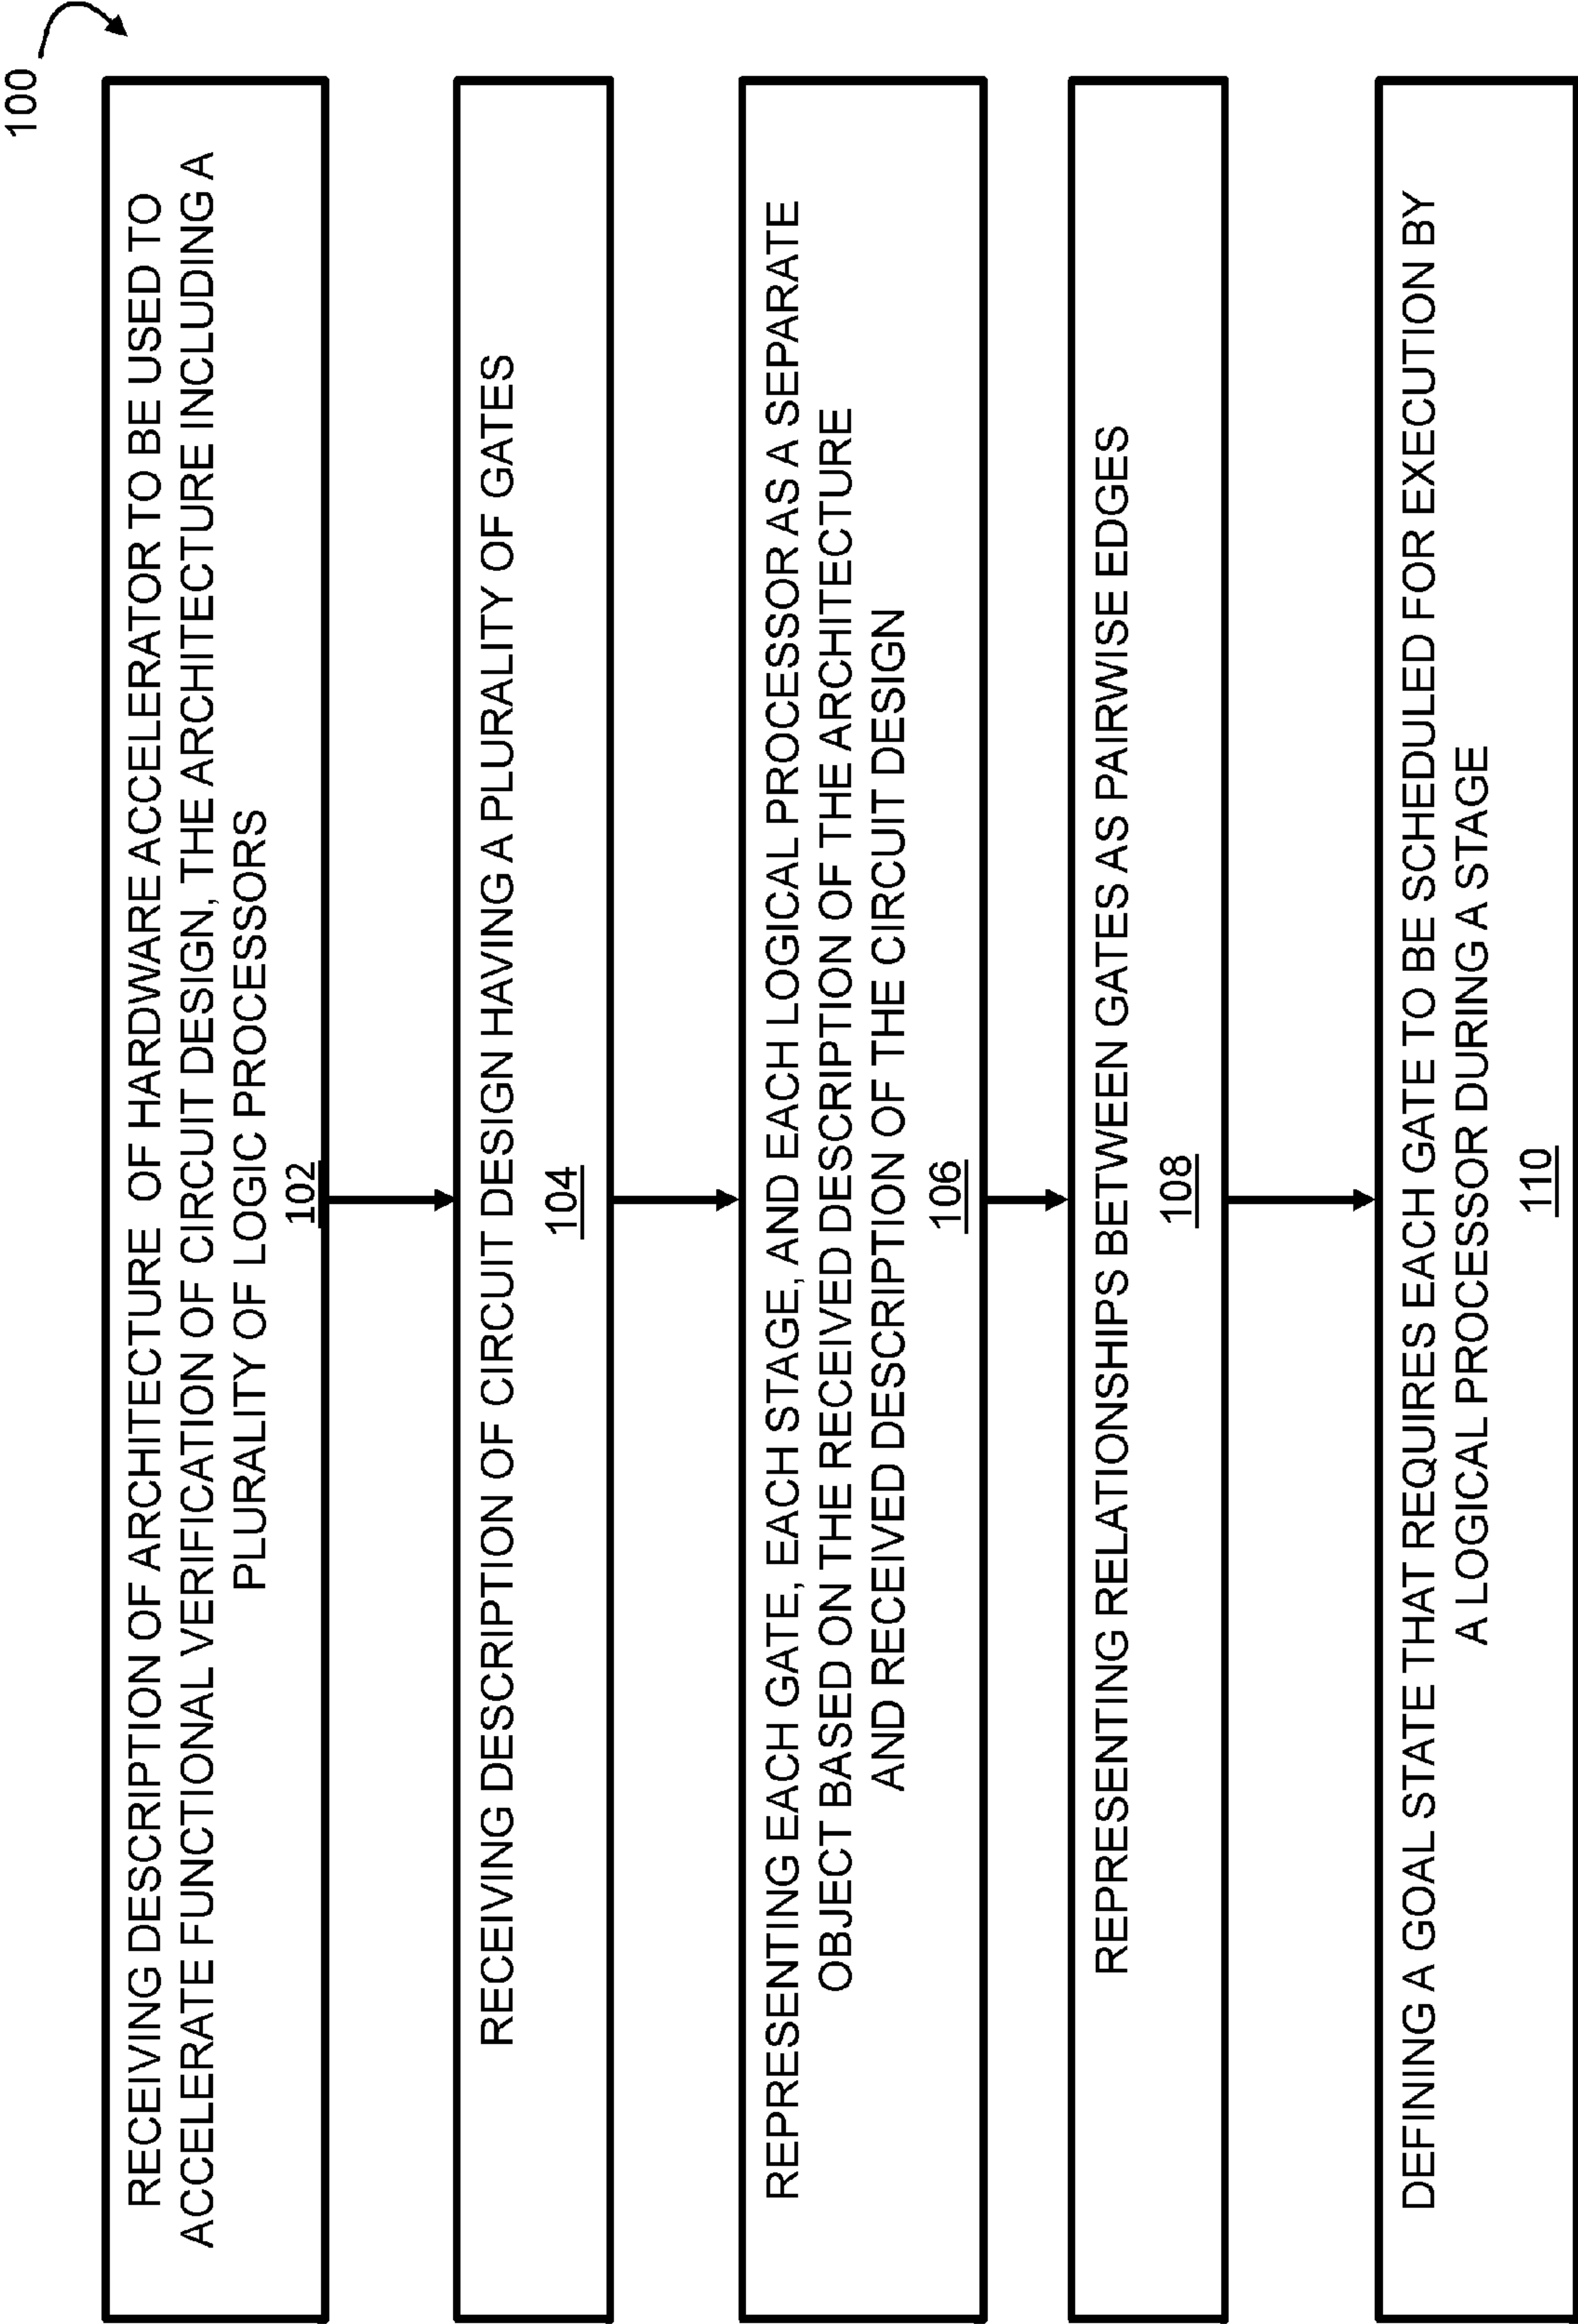 100
RECEIVING DESCRIPTION OF ARCHITECTURE OF HARDWARE ACCELERATOR TO BE USED TO
ACCELERATE FUNCTIONAL VERIFICATION OF CIRCUIT DESIGN, THE ARCHITECTURE INCLUDING A
PLURALITY OF LOGIC PROCESSORS
102
RECEIVING DESCRIPTION OF CIRCUIT DESIGN HAVING A PLURALITY OF GATES
104
REPRESENTING EACH GATE, EACH STAGE, AND EACH LOGICAL PROCESSOR AS A SEPARATE
OBJECT BASED ON THE RECEIVED DESCRIPTION OF THE ARCHITECTURE
AND RECEIVED DESCRIPTION OF THE CIRCUIT DESIGN
106
REPRESENTING RELATIONSHIPS BETWEEN GATES AS PAIRWISE EDGES
108
DEFINING A GOAL STATE THAT REQUIRES EACH GATE TO BE SCHEDULED FOR EXECUTION BY
A LOGICAL PROCESSOR DURING A STAGE
110